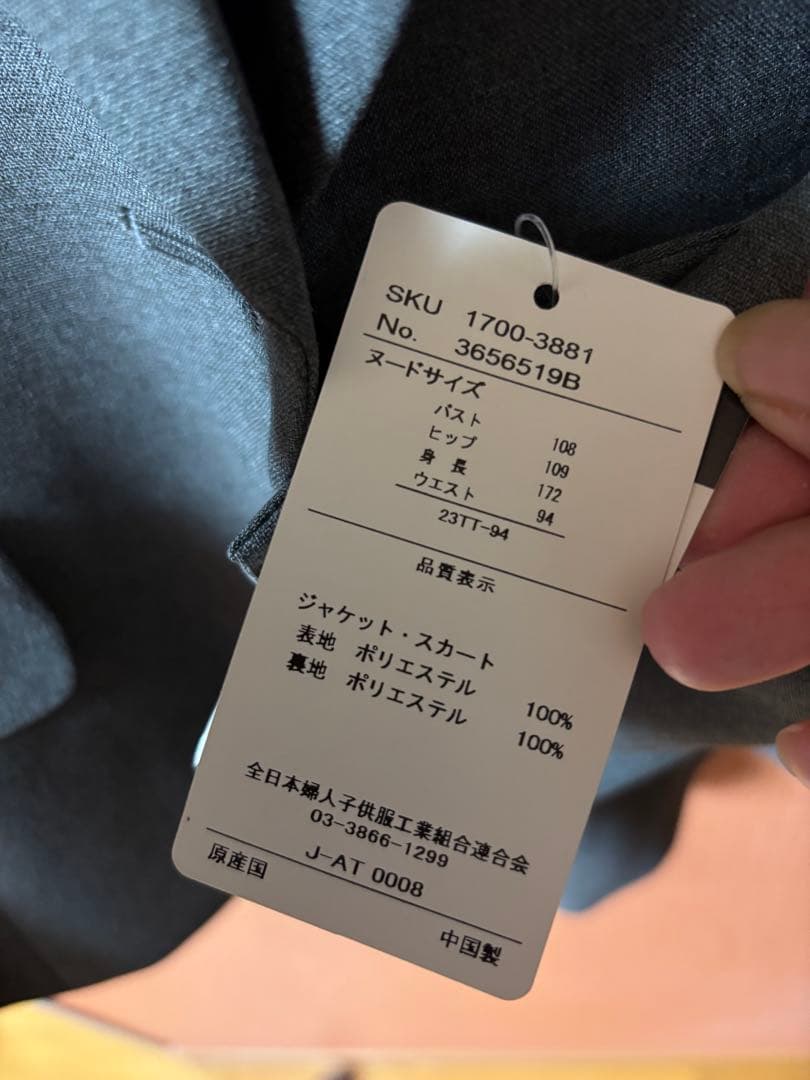 SKU 1700-3881
No. 3656519B
ヌードサイズ
バスト 108
ヒップ 109
身長 172
ウエスト 94
23TT-94
品質表示
ジャケット・スカート
表地 ポリエステル 100%
裏地 ポリエステル 100%
全日本婦人子供服工業組合連合会
03-3866-1299
J-AT 0008
原産国 中国製